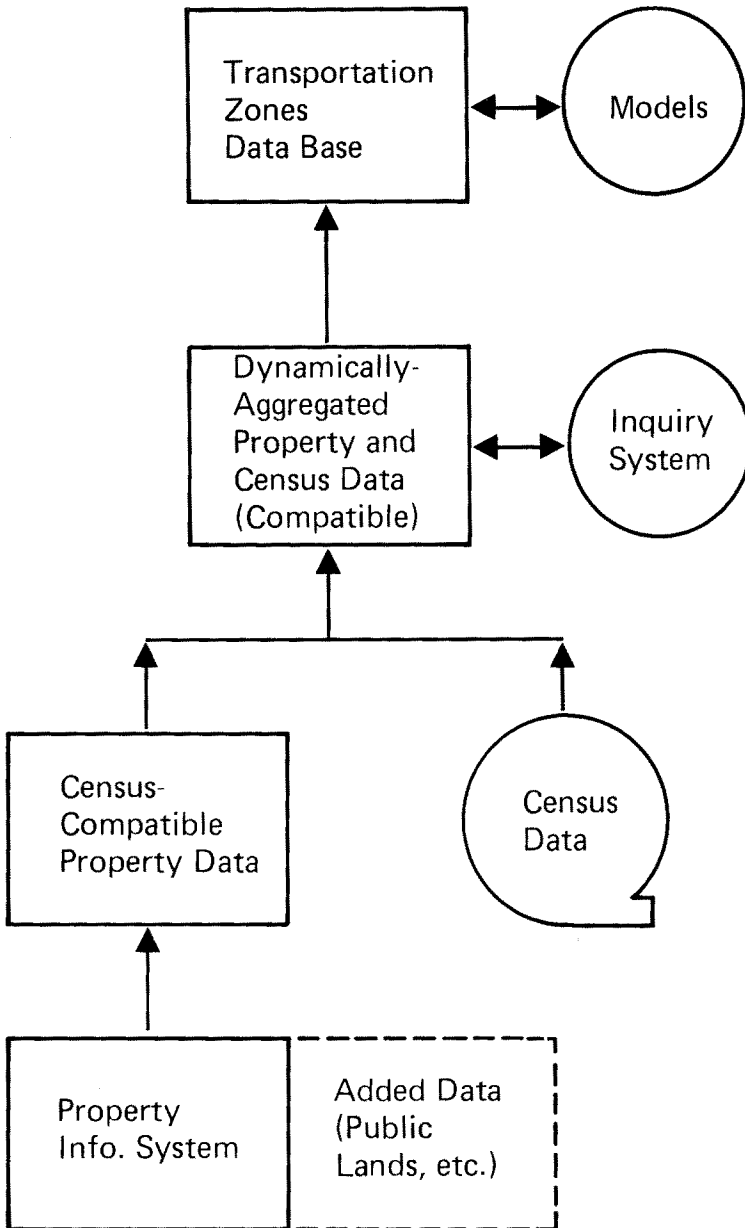 Transportation
Zones
Data Base
Models
Dynamically-
Aggregated
Property and
Census Data
(Compatible)
Inquiry
System
Census-
Compatible
Property Data
Census
Data
Property
Info. System
Added Data
(Public
Lands, etc.)